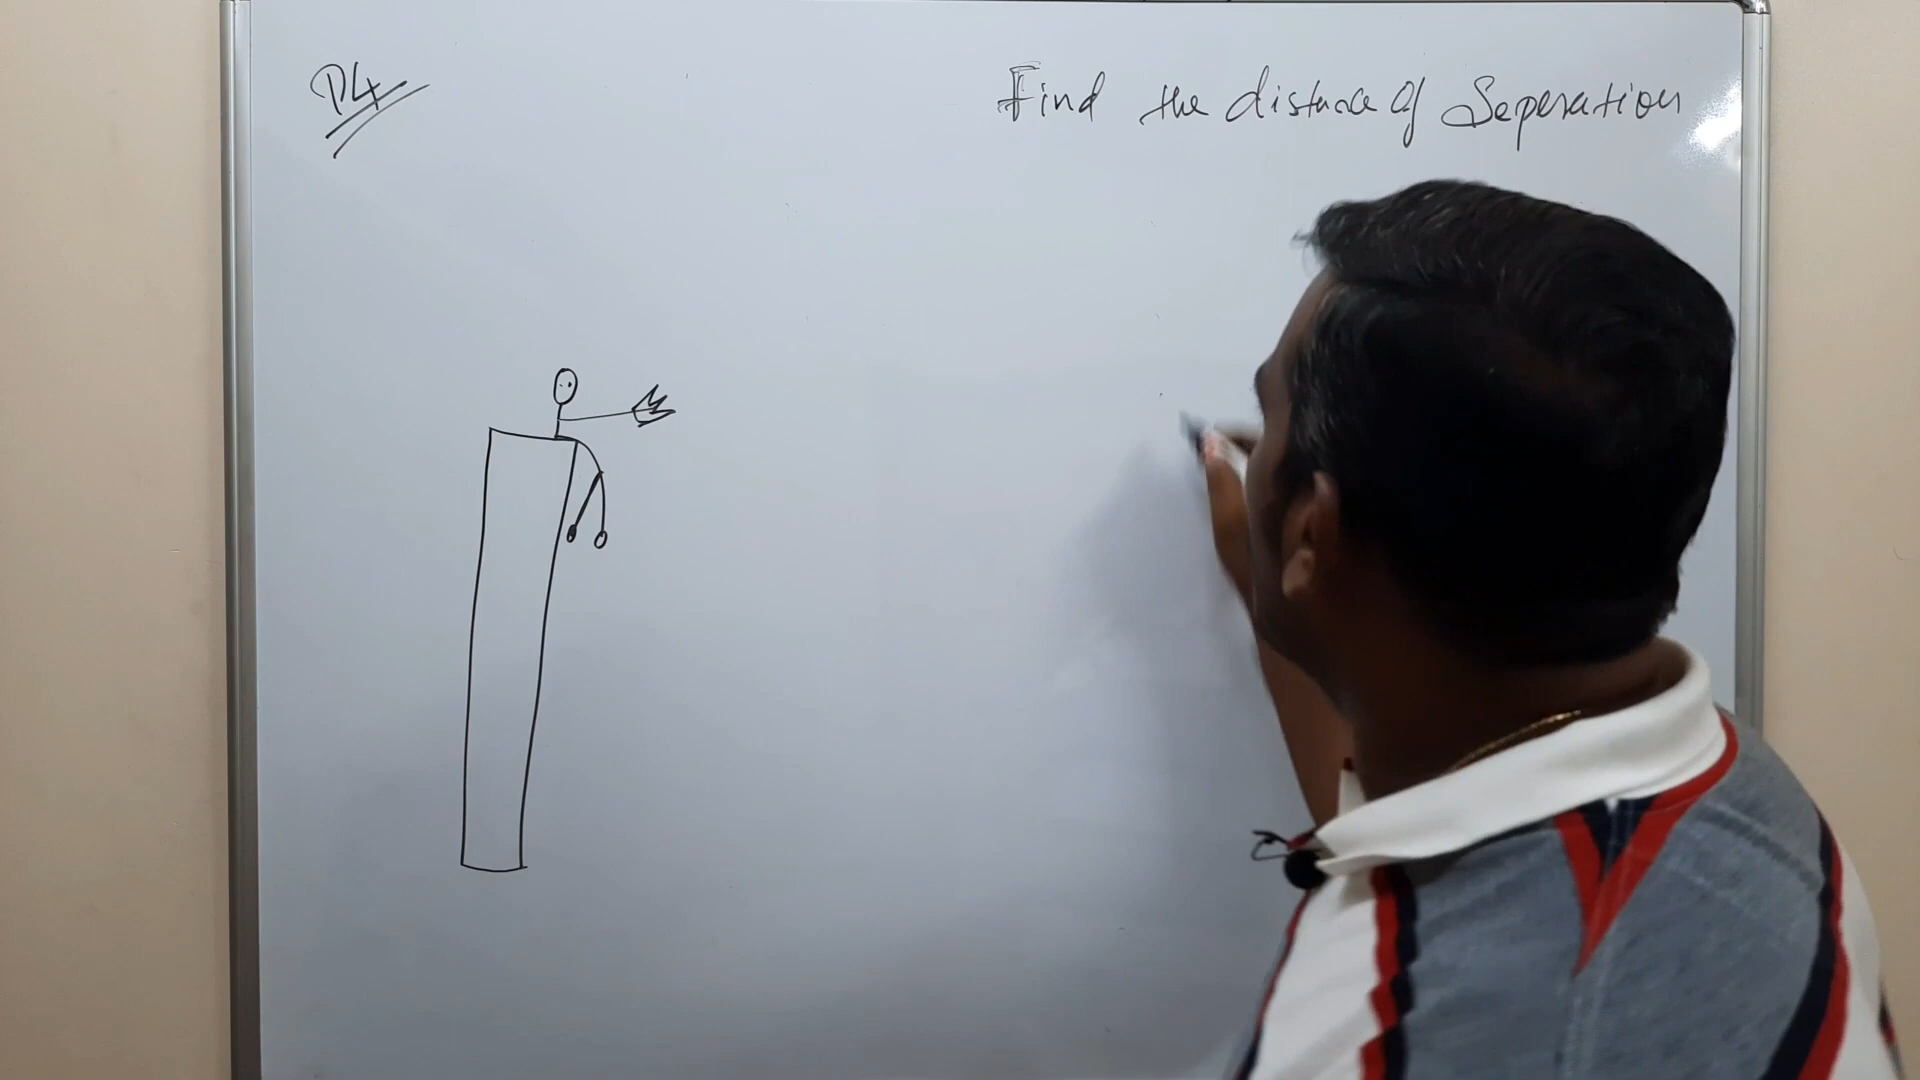 P4
Find the distance of Seperation